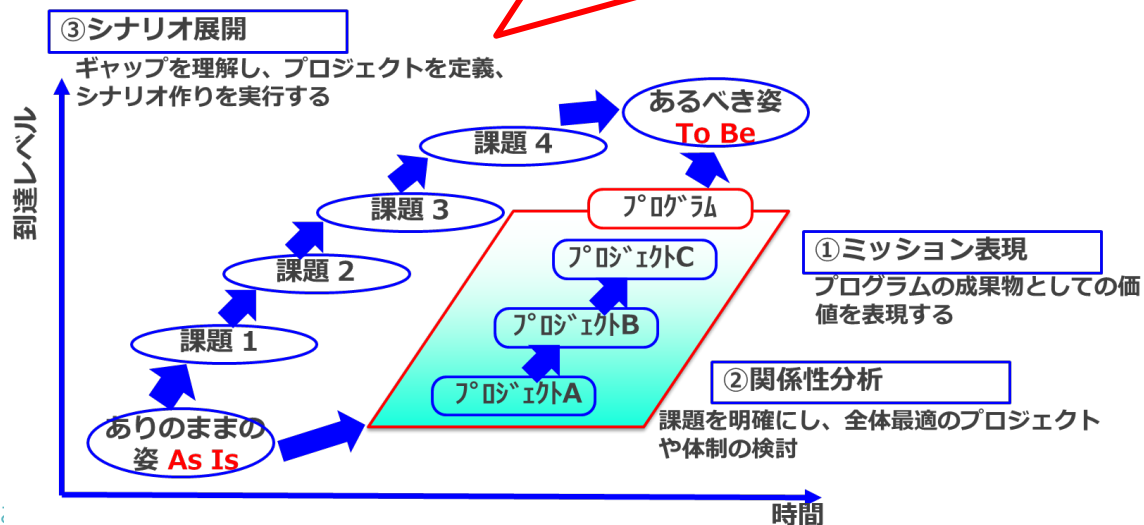 ③シナリオ展開
ギャップを理解し、プロジェクトを定義、
シナリオ作りを実行する
到達レベル
あるべき姿
To Be
課題 4
課題 3
課題 2
課題 1
ありのままの
姿 As Is
ﾌﾟﾛｸﾞﾗﾑ
ﾌﾟﾛｼﾞｪｸﾄC
ﾌﾟﾛｼﾞｪｸﾄB
ﾌﾟﾛｼﾞｪｸﾄA
①ミッション表現
プログラムの成果物としての価
値を表現する
②関係性分析
課題を明確にし、全体最適のプロジェクト
や体制の検討
時間